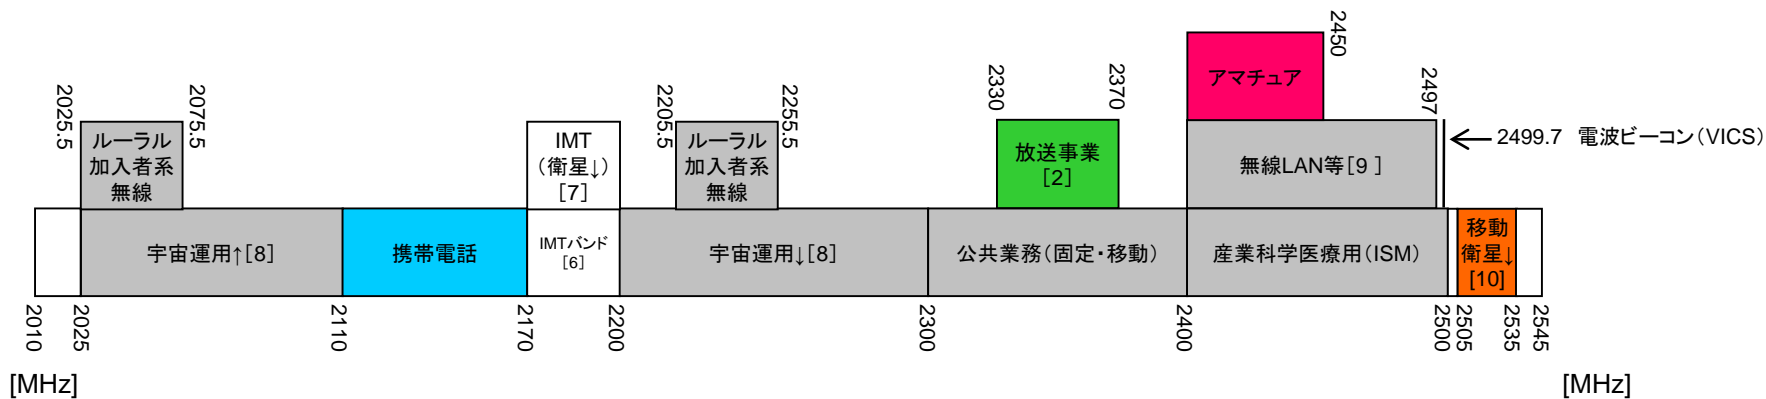 2450
アマチュア
2330
2370
2497
2025.5
2075.5
2205.5
2255.5
ルーラル
加入者系
無線
IMT
(衛星↓)
[7]
ルーラル
加入者系
無線
放送事業
[2]
無線LAN等[9 ]
2499.7 電波ビーコン(VICS)
宇宙運用↑[8]
携帯電話
IMTバンド
[6]
宇宙運用↓[8]
公共業務(固定・移動)
産業科学医療用(ISM)
移動
衛星↓
[10]
2010
2025
2110
2170
2200
2300
2400
2500
2505
2535
2545
[MHz]
[MHz]